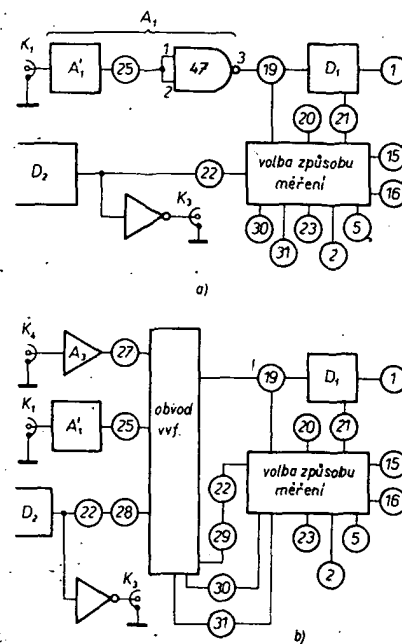 A₁
K₁
A₁'
25
1
2
47
3
19
D₁
1
20
21
D₂
22
volba způsobu
měření
15
16
K₃
30
31
23
2
5
a)
K₄
A₃
27
obvod
vvf.
1
19
D₁
1
K₁
A₁'
25
20
21
22
volba způsobu
měření
15
16
D₂
22
28
29
23
2
5
K₃
30
31
b)